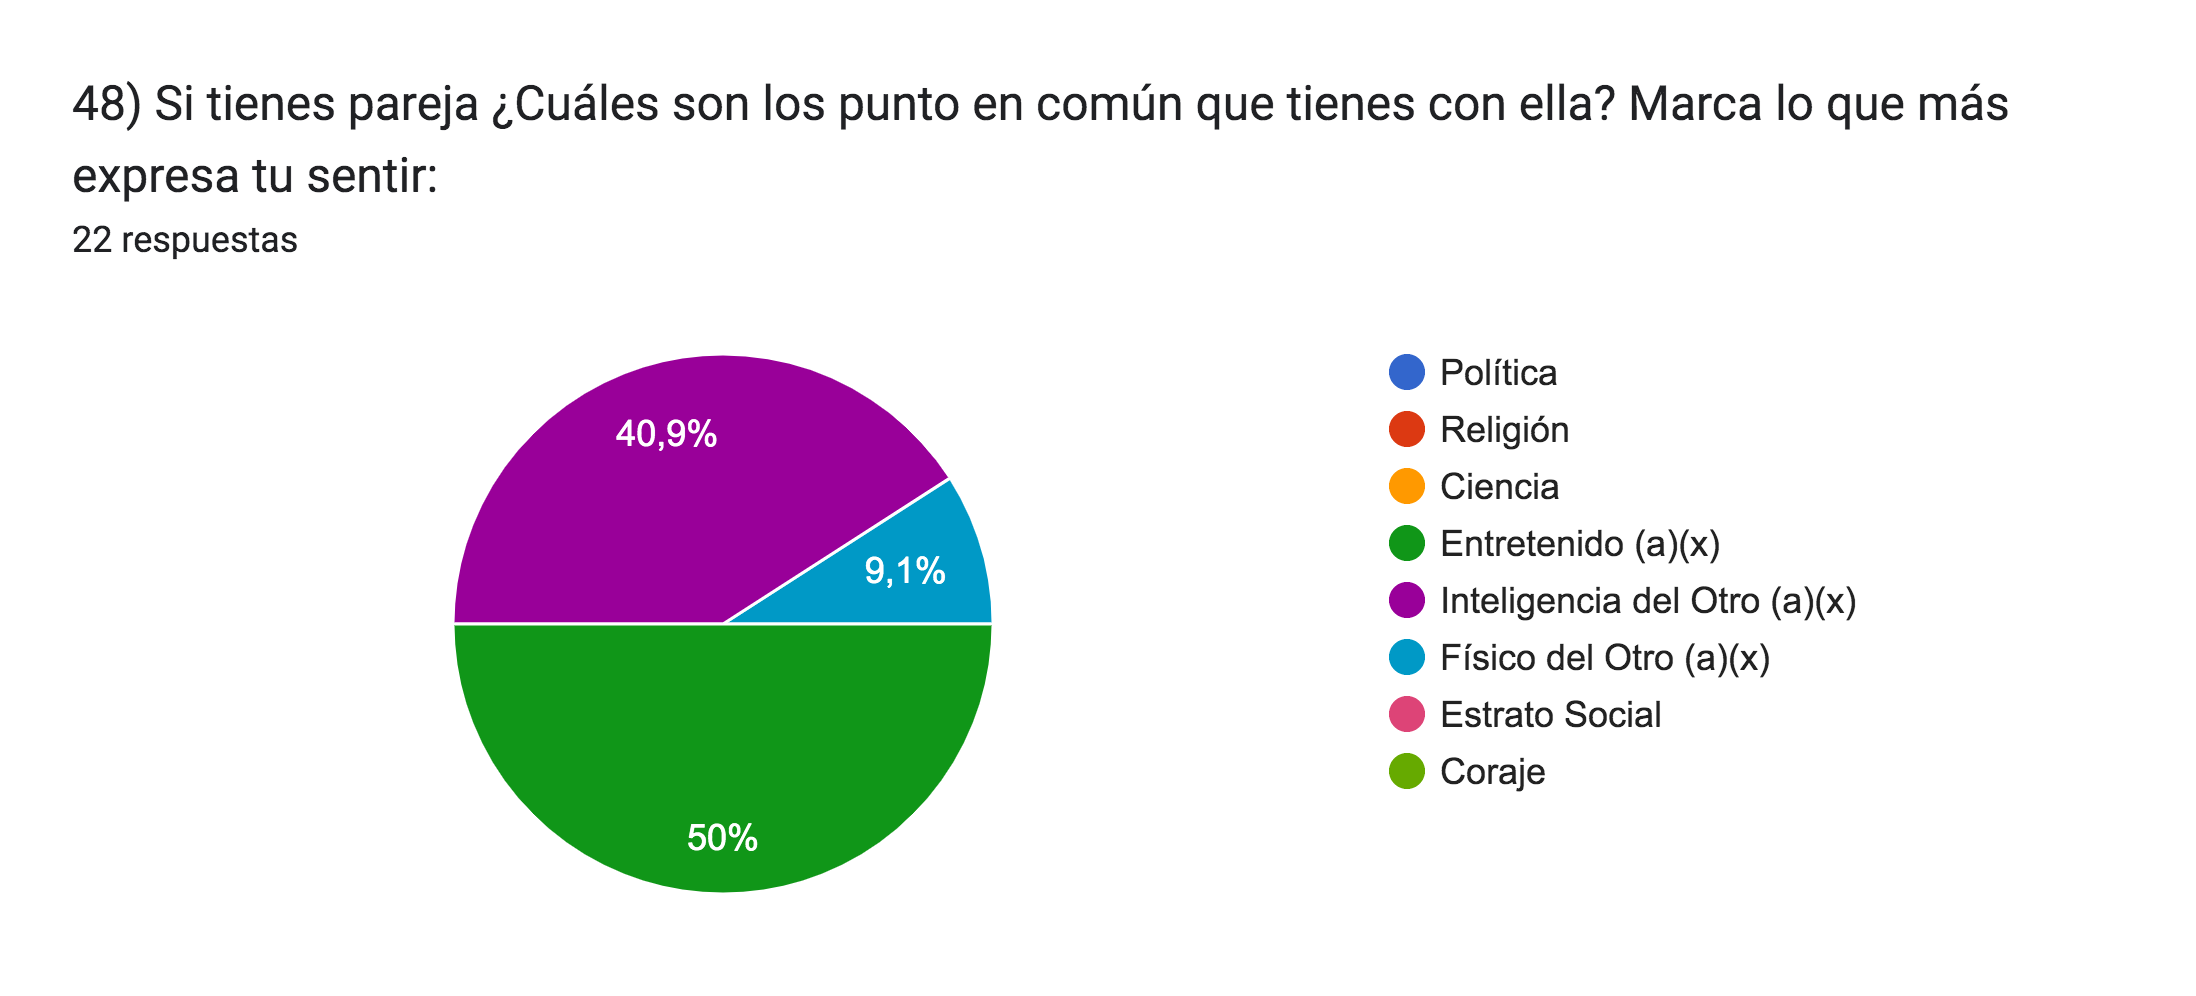 48) Si tienes pareja ¿Cuáles son los punto en común que tienes con ella? Marca lo que más
expresa tu sentir:
22 respuestas
40,9%
9,1%
50%
Política
Religión
Ciencia
Entretenido (a)(x)
Inteligencia del Otro (a)(x)
Físico del Otro (a)(x)
Estrato Social
Coraje